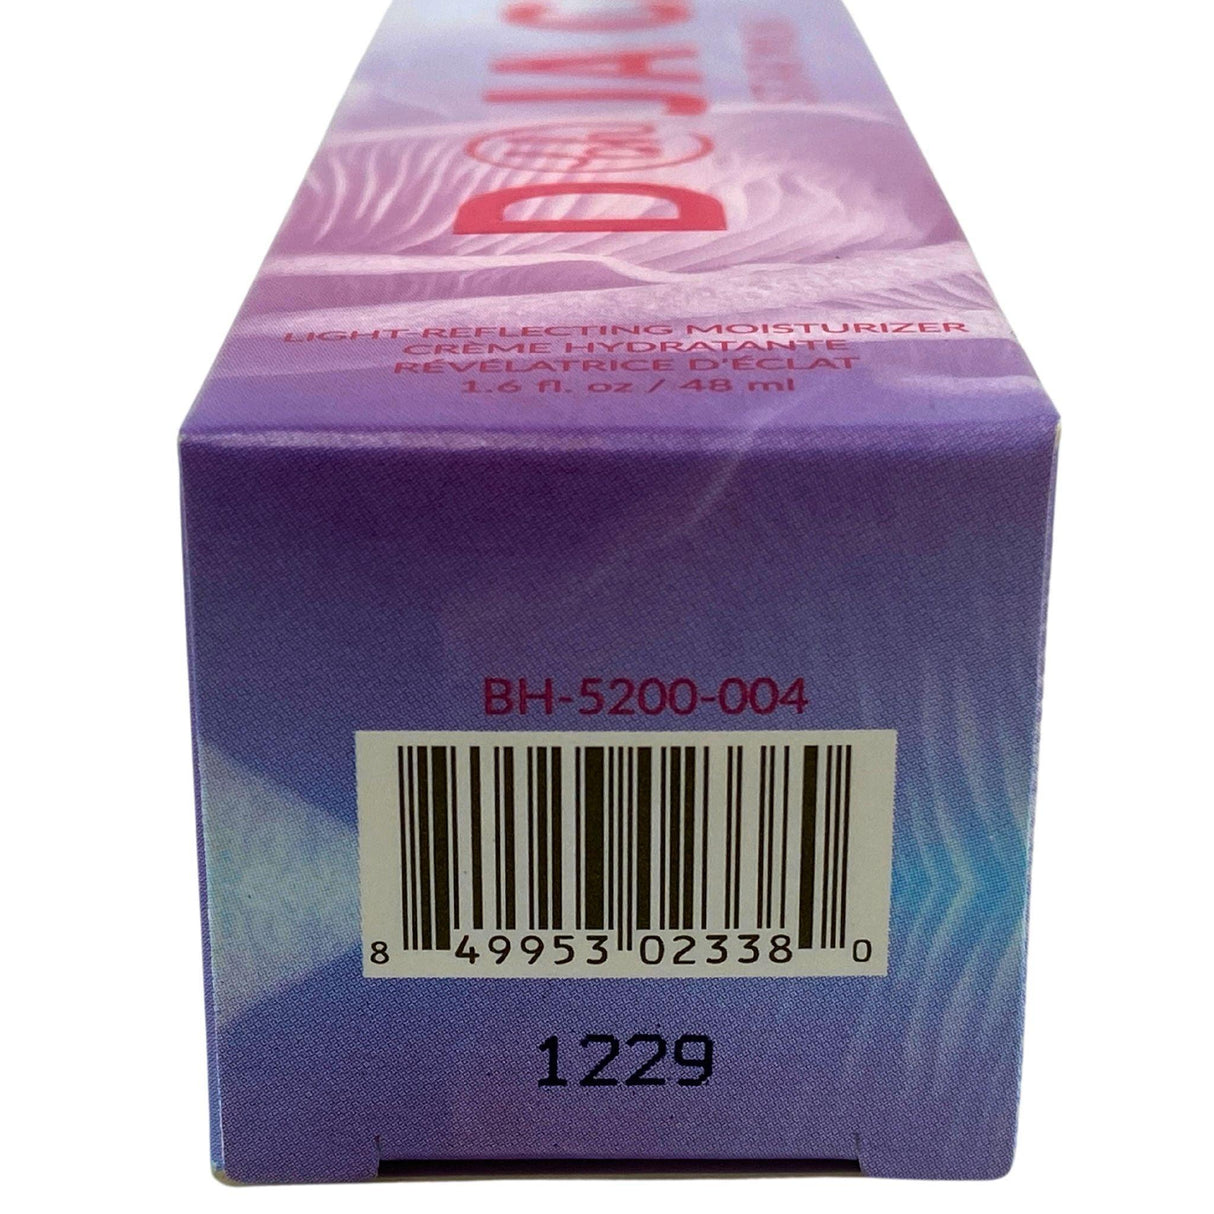 D JAC
LIGHT-REFLECTING MOISTURIZER
CRÈME HYDRATANTE
RÉVÉLATRICE D'ÉCLAT
1.6 fl. oz / 48 ml
BH-5200-004
8 49953 02338 0
1229